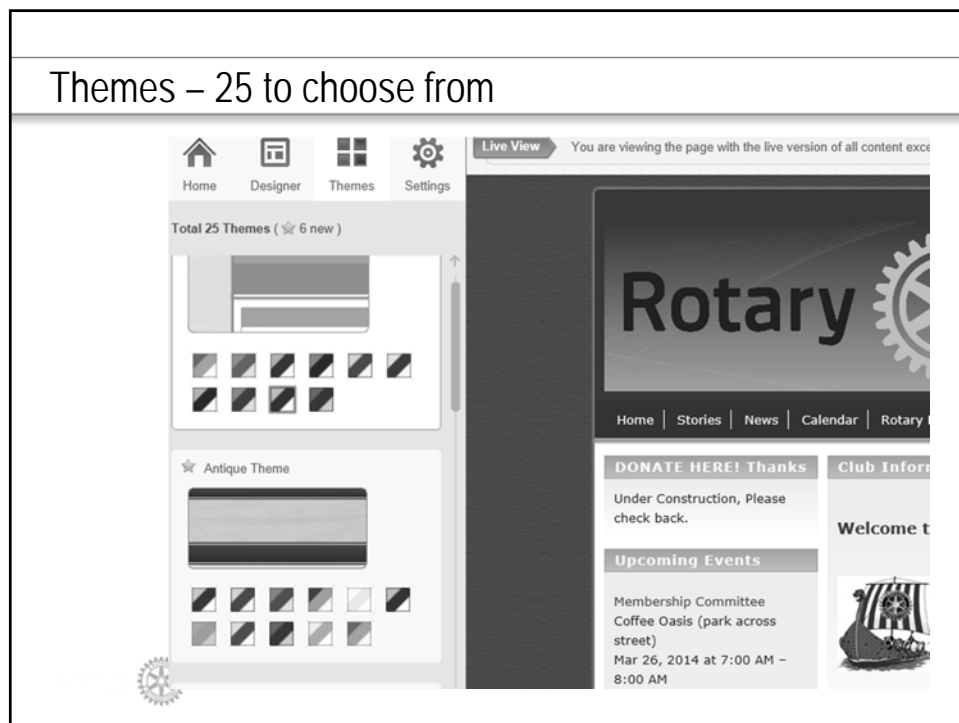 Themes – 25 to choose from
Home Designer Themes Settings
Live View You are viewing the page with the live version of all content exce
Total 25 Themes ( 6 new )
Rotary
Home | Stories | News | Calendar | Rotary
DONATE HERE! Thanks
Under Construction, Please
check back.
Club Infor
Welcome t
Antique Theme
Upcoming Events
Membership Committee
Coffee Oasis (park across
street)
Mar 26, 2014 at 7:00 AM –
8:00 AM